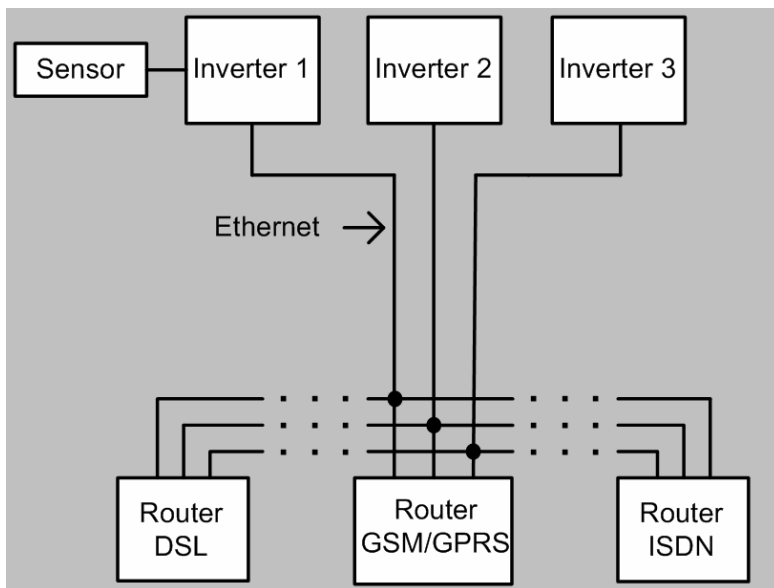 Sensor
Inverter 1
Inverter 2
Inverter 3
Ethernet
Router
DSL
Router
GSM/GPRS
Router
ISDN